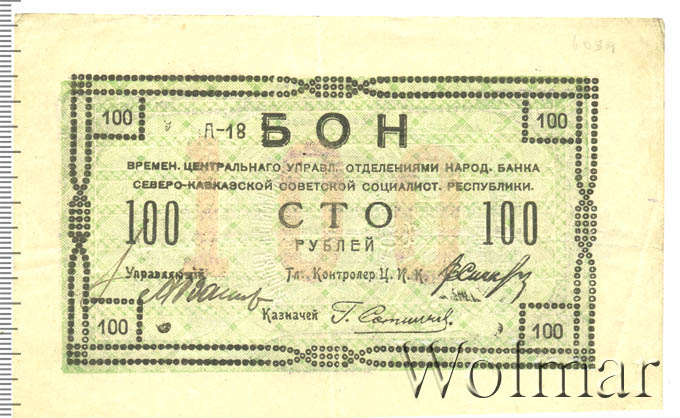 100 100
А-18 БОН
ВРЕМЕН. ЦЕНТРАЛЬНАГО УПРАВЛ. ОТДЕЛЕНИЯМИ НАРОД. БАНКА
СЕВЕРО-КАВКАЗСКОЙ СОВЕТСКОЙ СОЦИАЛИСТ. РЕСПУБЛИКИ.
100 СТО 100
РУБЛЕЙ
100
Управляющий Гл. Контролер Ц. И. К.
Казначей
100 100
Wolmar